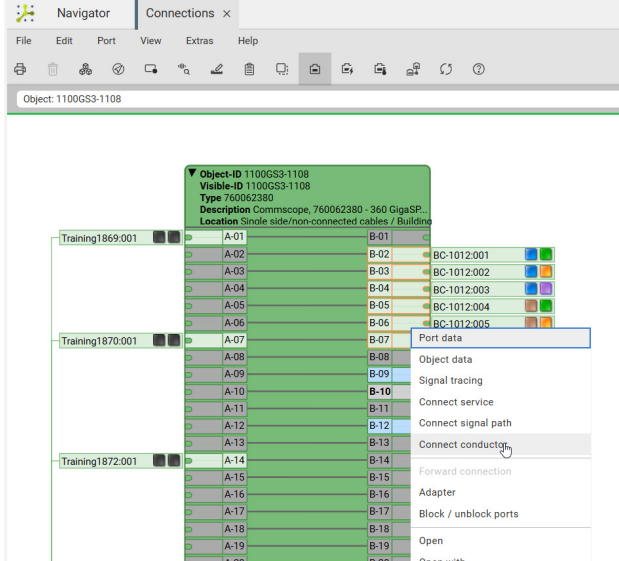 Navigator
Connections ×
File Edit Port View Extras Help
Object: 1100GS3-1108
Object-ID 1100GS3-1108
Visible-ID 1100GS3-1108
Type 760062380
Description Commscope, 760062380 - 360 GigaSP...
Location Single side/non-connected cables / Building
Training1869:001 A-01 B-01
A-02 B-02 BC-1012:001
A-03 B-03 BC-1012:002
A-04 B-04 BC-1012:003
A-05 B-05 BC-1012:004
A-06 B-06 BC-1012:005
Training1870:001 A-07 B-07
A-08 B-08
A-09 B-09
A-10 B-10
A-11 B-11
A-12 B-12
A-13 B-13
Training1872:001 A-14 B-14
A-15 B-15
A-16 B-16
A-17 B-17
A-18 B-18
A-19 B-19
Port data
Object data
Signal tracing
Connect service
Connect signal path
Connect conductor
Forward connection
Adapter
Block / unblock ports
Open
Open with